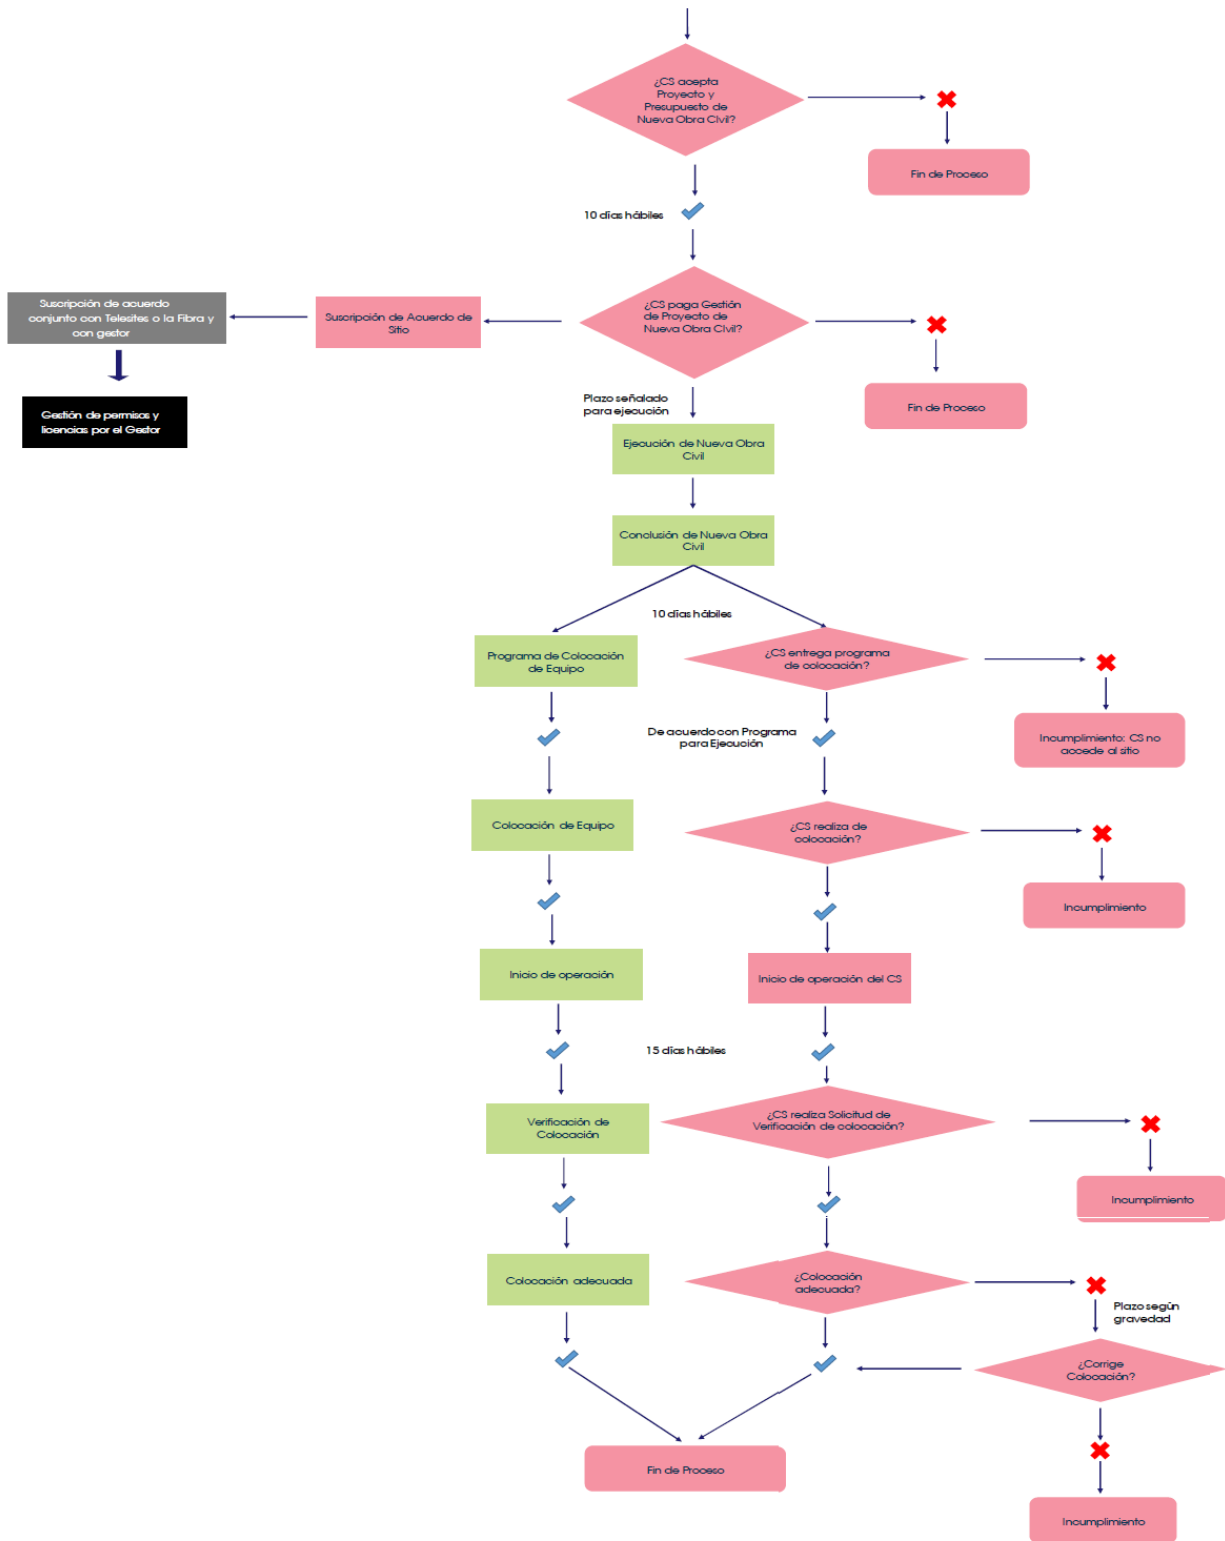 ¿CS acepta
Proyecto y
Presupuesto de
Nueva Obra Civil?
Fin de Proceso
10 días hábiles
Suscripción de acuerdo
conjunto con Telesites o la Fibra y
con gestor
Suscripción de Acuerdo de
Sitio
¿CS paga Gestión
de Proyecto de
Nueva Obra Civil?
Gestión de permisos y
licencias por el Gestor
Fin de Proceso
Plazo señalado
para ejecución
Ejecución de Nueva Obra
Civil
Conclusión de Nueva Obra
Civil
10 días hábiles
Programa de Colocación
de Equipo
¿CS entrega programa
de colocación?
De acuerdo con Programa
para Ejecución
Incumplimiento: CS no
accede al sitio
Colocación de Equipo
¿CS realiza de
colocación?
Incumplimiento
Inicio de operación
Inicio de operación del CS
15 días hábiles
Verificación de
Colocación
¿CS realiza Solicitud de
Verificación de colocación?
Incumplimiento
Colocación adecuada
¿Colocación
adecuada?
Plazo según
gravedad
¿Corrige
Colocación?
Fin de Proceso
Incumplimiento